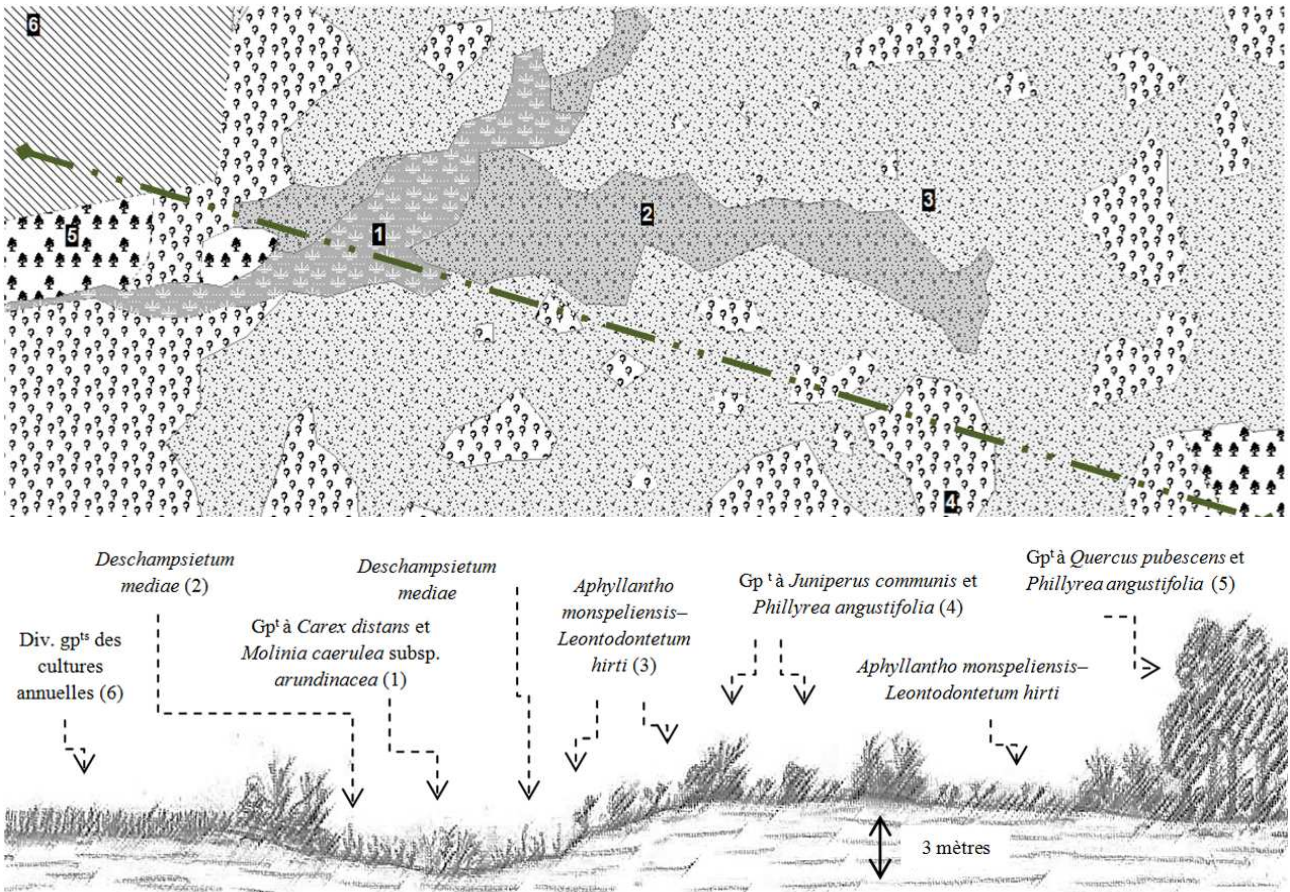 6
3
2
1
5
4
Deschampsietum
mediae (2)
Deschampsietum
mediae
Gpᵗ à Quercus pubescens et
Phillyrea angustifolia (5)
Aphyllantho
monspeliensis–
Leontodontetum
hirti (3)
Gp ᵗ à Juniperus communis et
Phillyrea angustifolia (4)
Div. gpᵗˢ des
cultures
annuelles (6)
Gpᵗ à Carex distans et
Molinia caerulea subsp.
arundinacea (1)
Aphyllantho monspeliensis–
Leontodontetum hirti
3 mètres